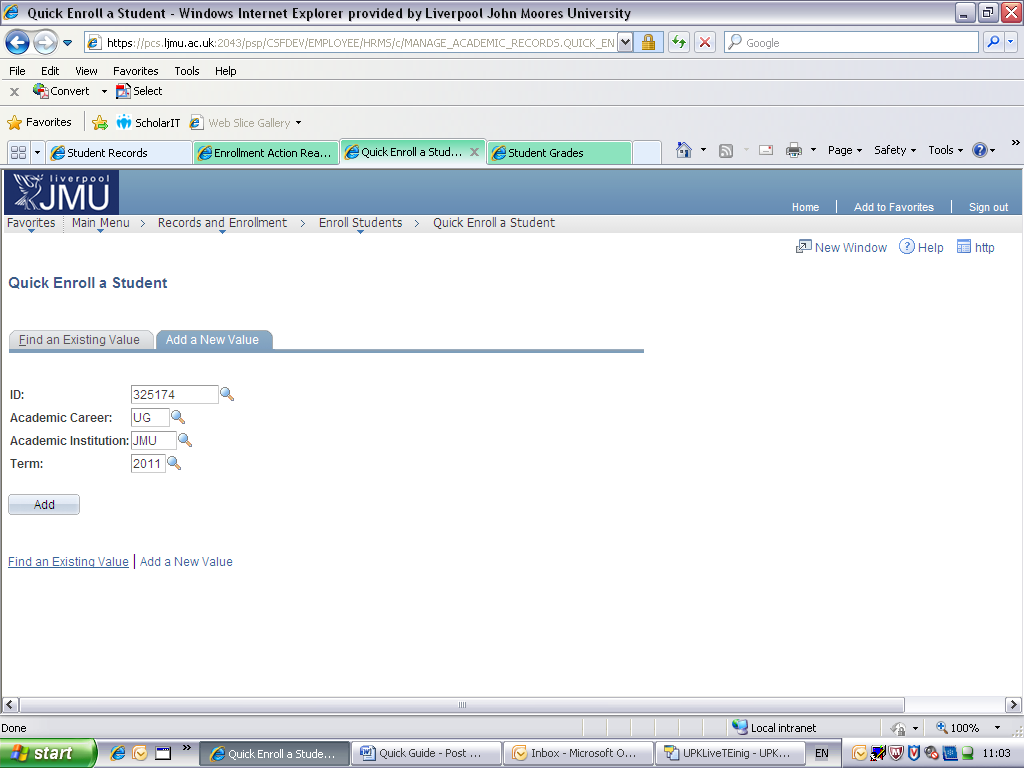 Quick Enroll a Student - Windows Internet Explorer provided by Liverpool John Moores University
https://pcs.ljmu.ac.uk:2043/psp/CSFDEV/EMPLOYEE/HRMS/c/MANAGE_ACADEMIC_RECORDS.QUICK_EN Google
File Edit View Favorites Tools Help
x Convert Select
Favorites ScholarIT Web Slice Gallery
Student Records Enrollment Action Rea... Quick Enroll a Stud... Student Grades Page Safety Tools
liverpool
JMU
Home Add to Favorites Sign out
Favorites Main Menu > Records and Enrollment > Enroll Students > Quick Enroll a Student
New Window Help http
Quick Enroll a Student
Find an Existing Value Add a New Value
ID: 325174
Academic Career: UG
Academic Institution: JMU
Term: 2011
Add
Find an Existing Value | Add a New Value
Done Local intranet 100%
start Quick Enroll a Stude... Quick Guide - Post ... Inbox - Microsoft O... UPKLiveTEinig - UPK... EN 11:03